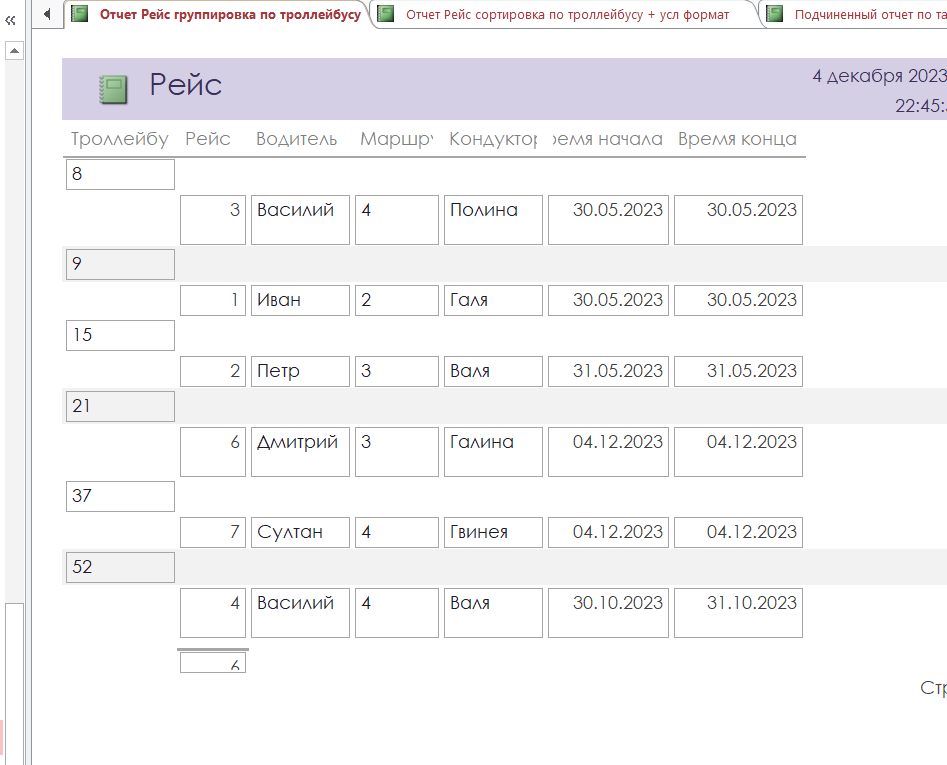 Отчет Рейс группировка по троллейбусу Отчет Рейс сортировка по троллейбусу + усл формат Подчиненный отчет по та
Рейс 4 декабря 2023
22:45:
Троллейбу Рейс Водитель Маршру Кондуктор ремя начала Время конца
8
3 Василий 4 Полина 30.05.2023 30.05.2023
9
1 Иван 2 Галя 30.05.2023 30.05.2023
15
2 Петр 3 Валя 31.05.2023 31.05.2023
21
6 Дмитрий 3 Галина 04.12.2023 04.12.2023
37
7 Султан 4 Гвинея 04.12.2023 04.12.2023
52
4 Василий 4 Валя 30.10.2023 31.10.2023
6
Стр